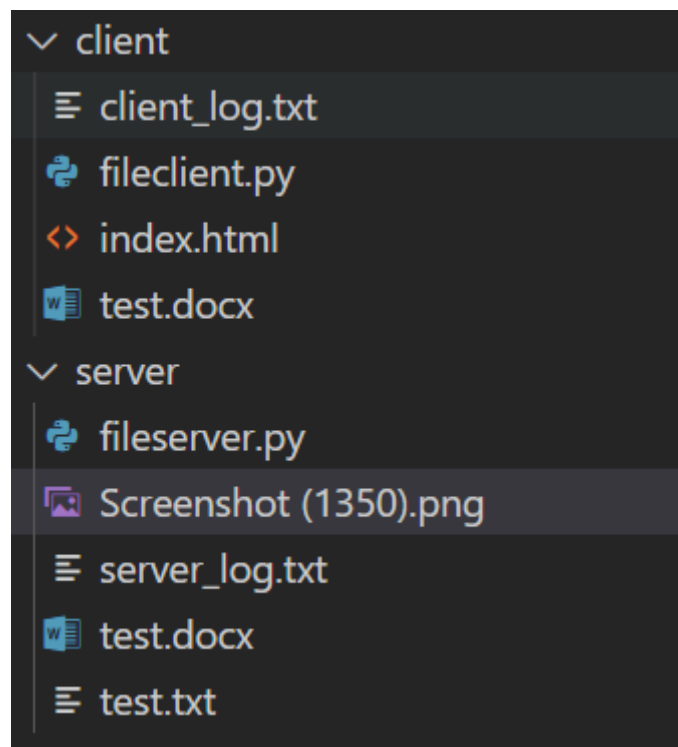 client
client_log.txt
fileclient.py
index.html
test.docx
server
fileserver.py
Screenshot (1350).png
server_log.txt
test.docx
test.txt